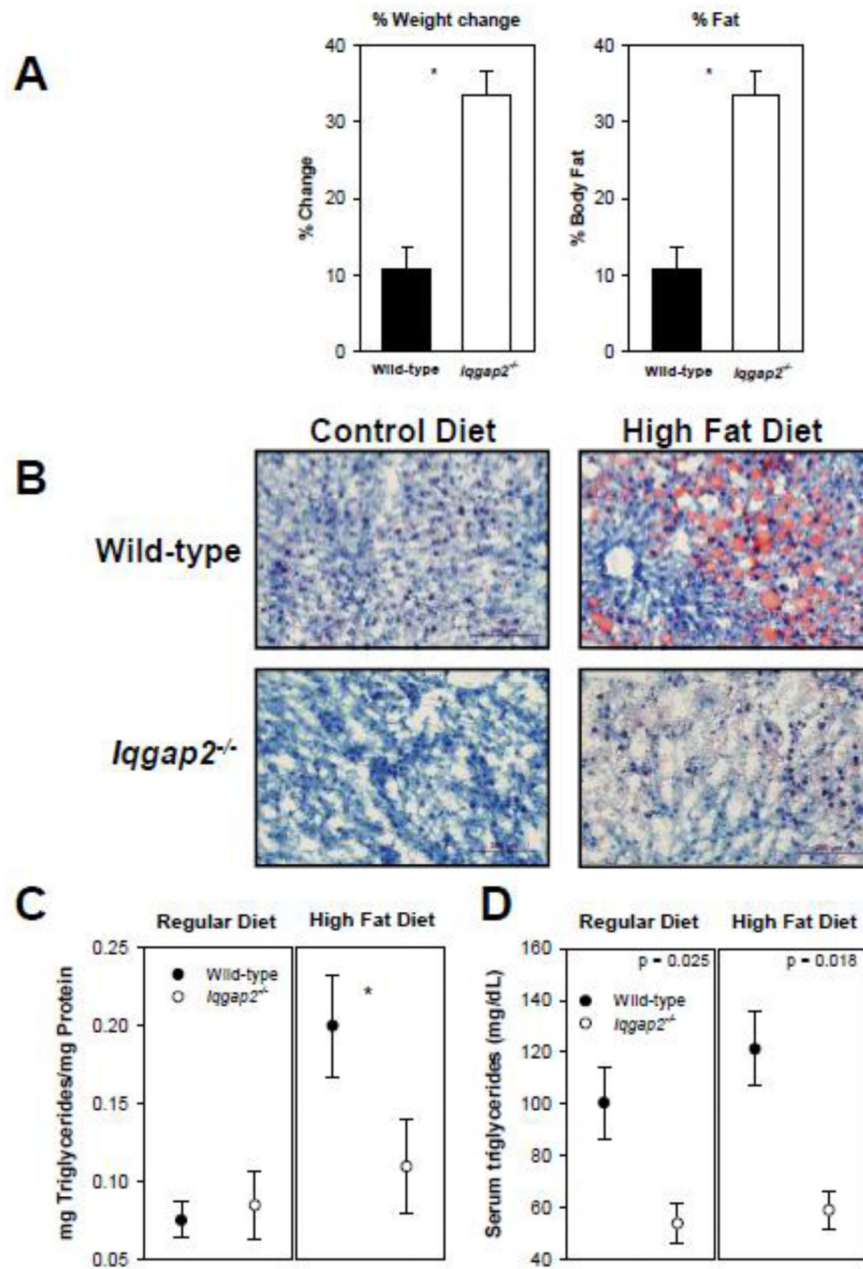 A
% Weight change
% Fat
% Change
40
30
20
10
0
Wild-type
Iqgap2-/-
% Body Fat
40
30
20
10
0
Wild-type
Iqgap2-/-
B
Control Diet
High Fat Diet
Wild-type
Iqgap2-/-
C
Regular Diet
High Fat Diet
mg Triglycerides/mg Protein
0.25
0.20
0.15
0.10
0.05
Wild-type
Iqgap2-/-
*
D
Regular Diet
High Fat Diet
Serum triglycerides (mg/dL)
160
140
120
100
80
60
40
p = 0.025
p = 0.018
Wild-type
Iqgap2-/-